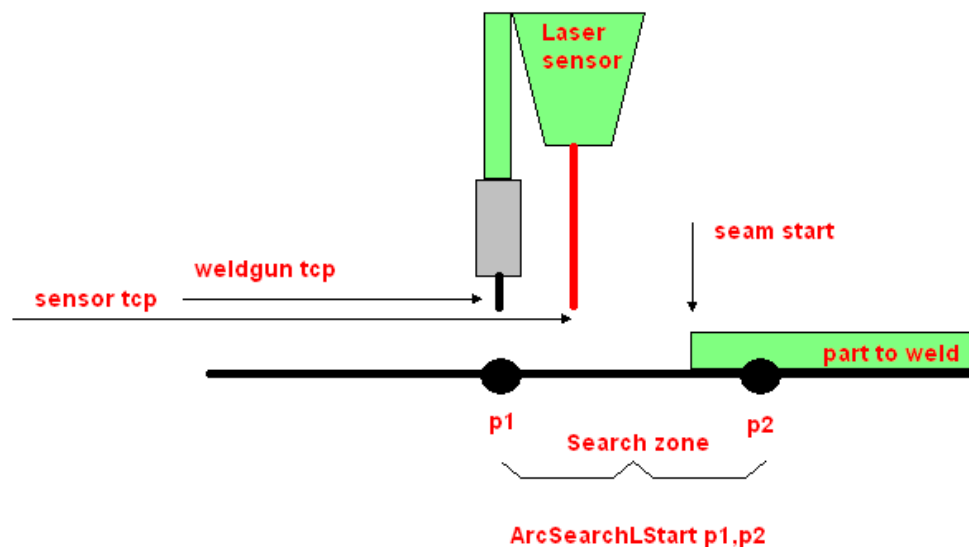 Laser
sensor
seam start
weldgun tcp
sensor tcp
part to weld
p1
p2
Search zone
ArcSearchLStart p1,p2